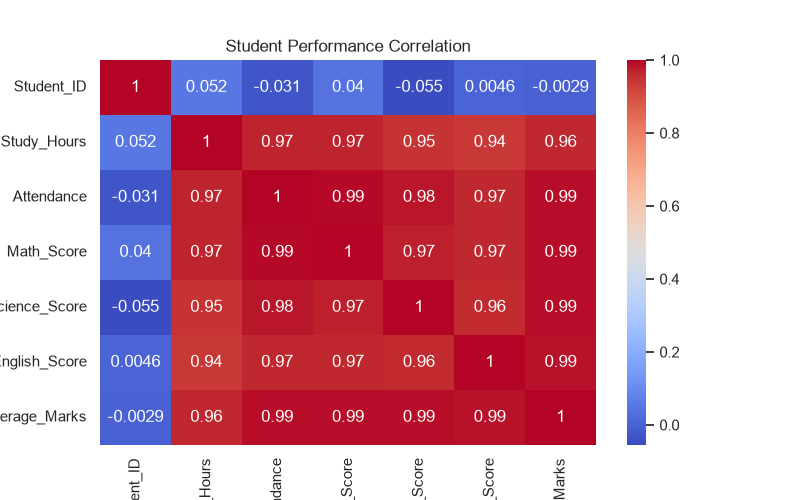 Student Performance Correlation
Student_ID 1 0.052 -0.031 0.04 -0.055 0.0046 -0.0029
Study_Hours 0.052 1 0.97 0.97 0.95 0.94 0.96
Attendance -0.031 0.97 1 0.99 0.98 0.97 0.99
Math_Score 0.04 0.97 0.99 1 0.97 0.97 0.99
cience_Score -0.055 0.95 0.98 0.97 1 0.96 0.99
English_Score 0.0046 0.94 0.97 0.97 0.96 1 0.99
erage_Marks -0.0029 0.96 0.99 0.99 0.99 0.99 1
ent_ID
_Hours
dance
_Score
_Score
_Score
Marks
1.0
0.8
0.6
0.4
0.2
0.0